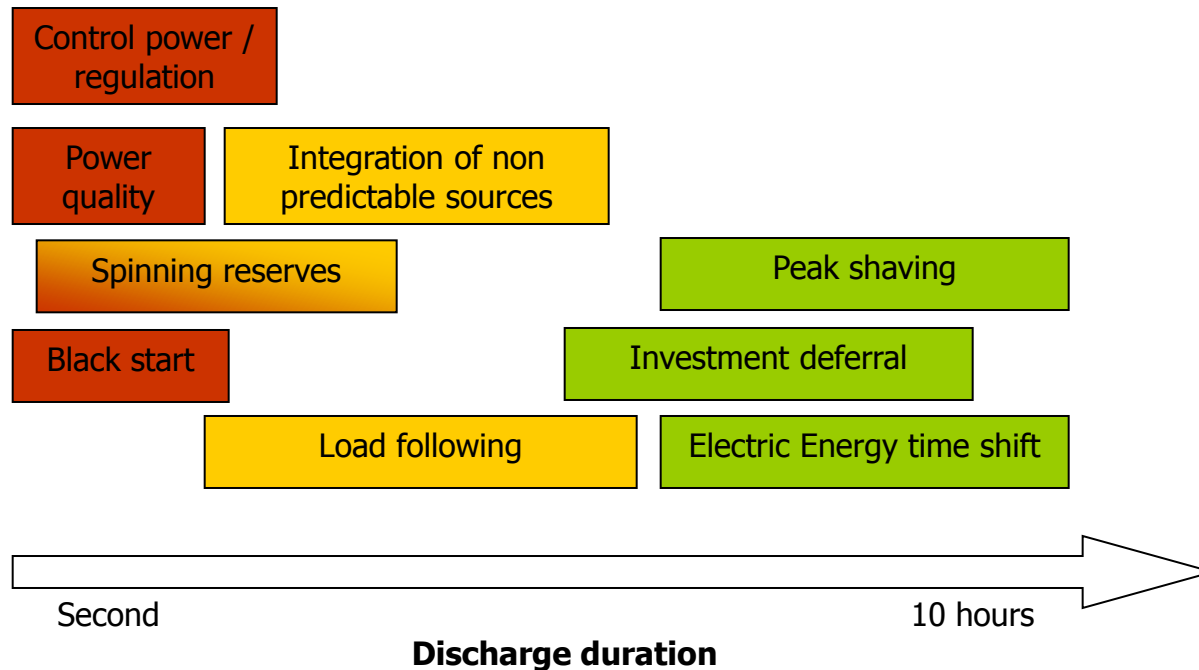 Control power /
regulation
Power
quality
Integration of non
predictable sources
Spinning reserves
Peak shaving
Black start
Investment deferral
Load following
Electric Energy time shift
Second
10 hours
Discharge duration